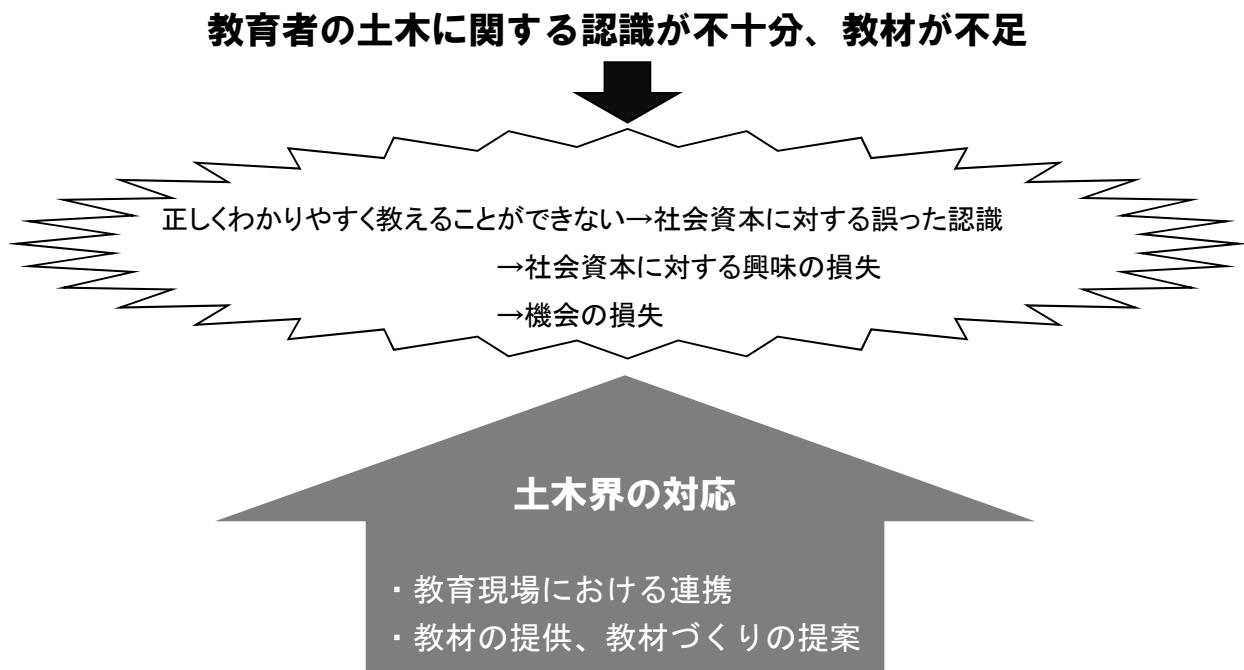 教育者の土木に関する認識が不十分、教材が不足
正しくわかりやすく教えることができない→社会資本に対する誤った認識
→社会資本に対する興味の損失
→機会の損失
土木界の対応
・教育現場における連携
・教材の提供、教材づくりの提案